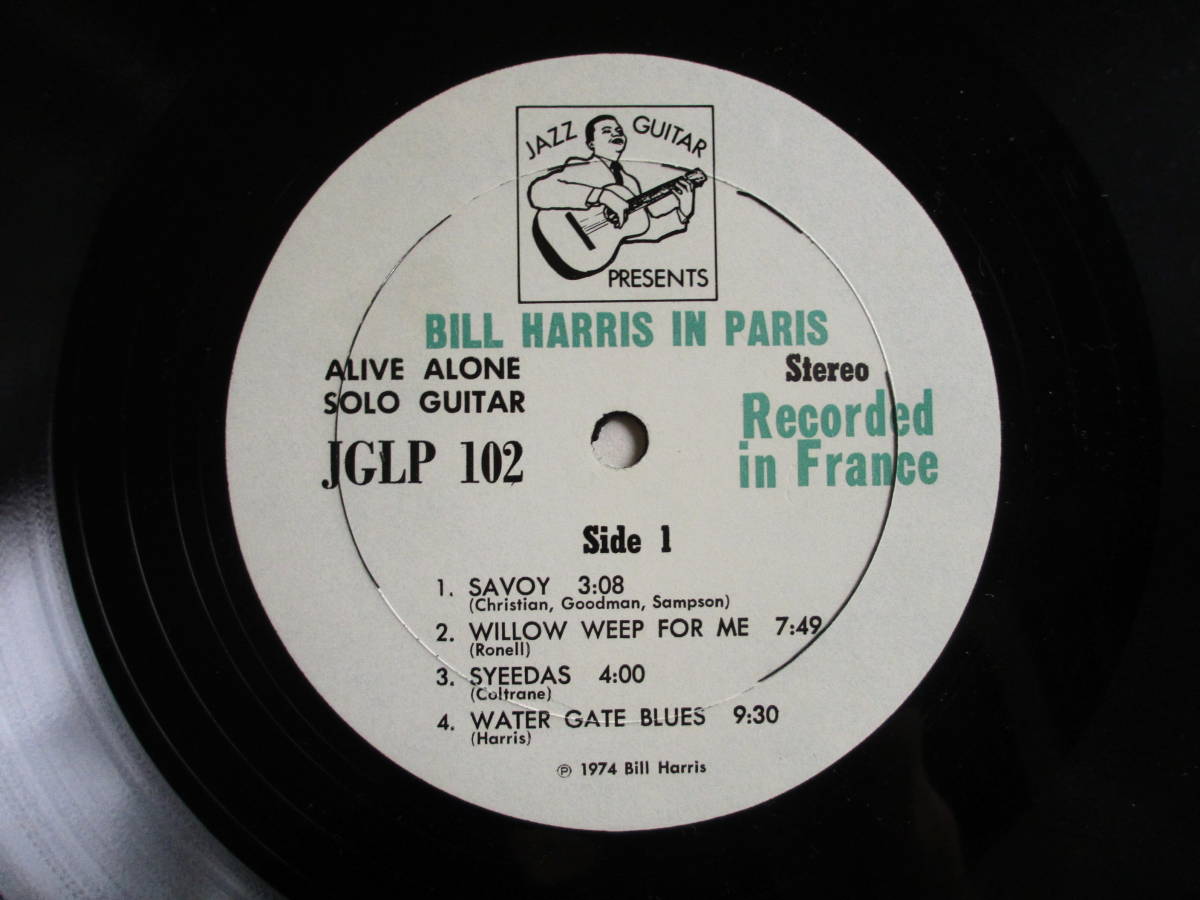 JAZZ GUITAR
PRESENTS
BILL HARRIS IN PARIS
ALIVE ALONE
SOLO GUITAR
JGLP 102
Stereo
Recorded
in France
Side 1
1. SAVOY 3:08
(Christian, Goodman, Sampson)
2. WILLOW WEEP FOR ME 7:49
(Ronell)
3. SYEEDAS 4:00
(Coltrane)
4. WATER GATE BLUES 9:30
(Harris)
℗ 1974 Bill Harris